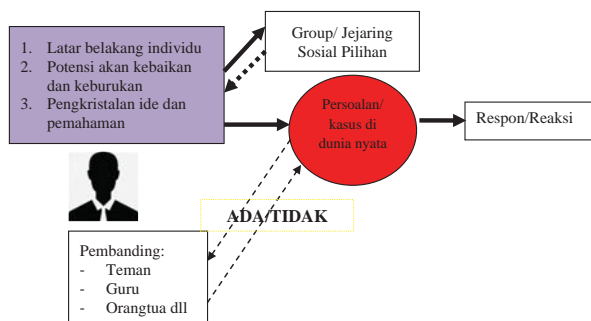 1. Latar belakang individu
2. Potensi akan kebaikan
dan keburukan
3. Pengkristalan ide dan
pemahaman
Group/ Jejaring
Sosial Pilihan
Persoalan/
kasus di
dunia nyata
Respon/Reaksi
ADA/TIDAK
Pembanding:
- Teman
- Guru
- Orangtua dll